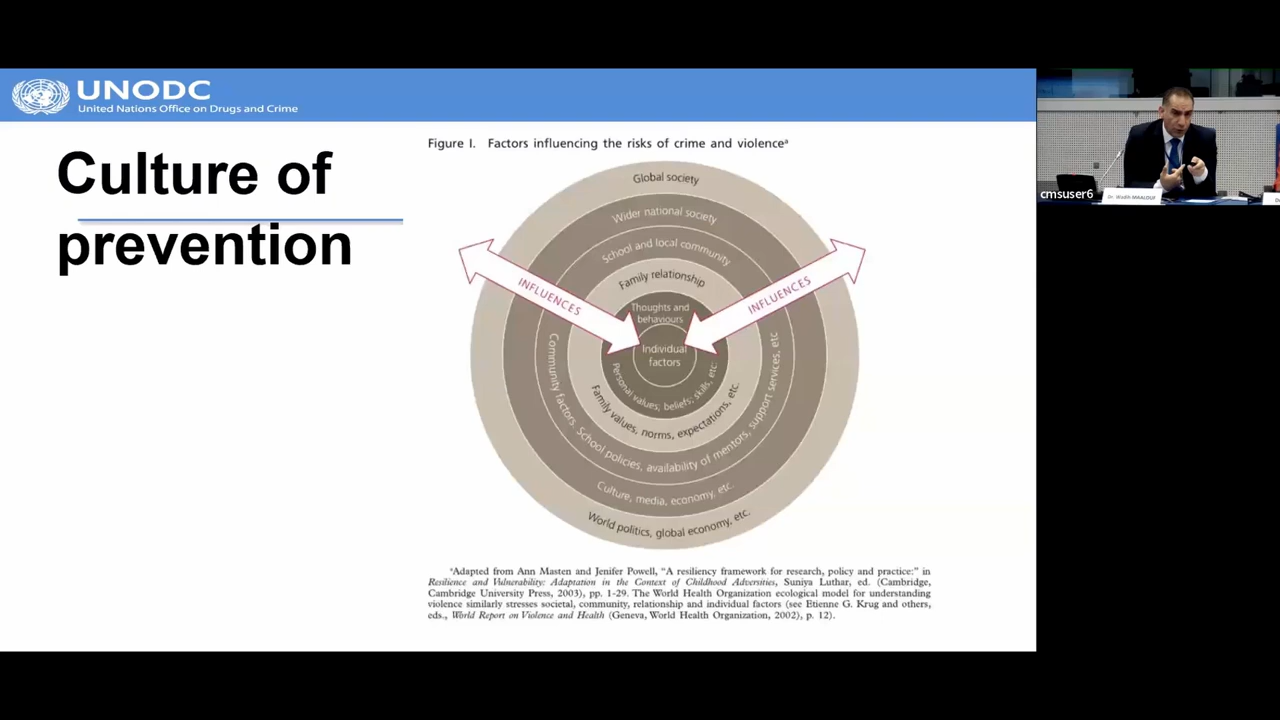 UNODC
United Nations Office on Drugs and Crime
Culture of
prevention
Figure I. Factors influencing the risks of crime and violenceª
Global society
Wider national society
School and local community
Family relationship
Thoughts and
behaviours
Individual
factors
INFLUENCES
INFLUENCES
Personal values, beliefs, skills, etc.
Family values, norms, expectations, etc.
Community factors. School policies, availability of mentors, support services, etc
Culture, media, economy, etc.
World politics, global economy, etc.
ªAdapted from Ann Masten and Jenifer Powell, “A resiliency framework for research, policy and practice:” in
Resilience and Vulnerability: Adaptation in the Context of Childhood Adversities, Suniya Luthar, ed. (Cambridge,
Cambridge University Press, 2003), pp. 1-29. The World Health Organization ecological model for understanding
violence similarly stresses societal, community, relationship and individual factors (see Etienne G. Krug and others,
eds., World Report on Violence and Health (Geneva, World Health Organization, 2002), p. 12).
cmsuser6
Dr. Wadih MAALOUF